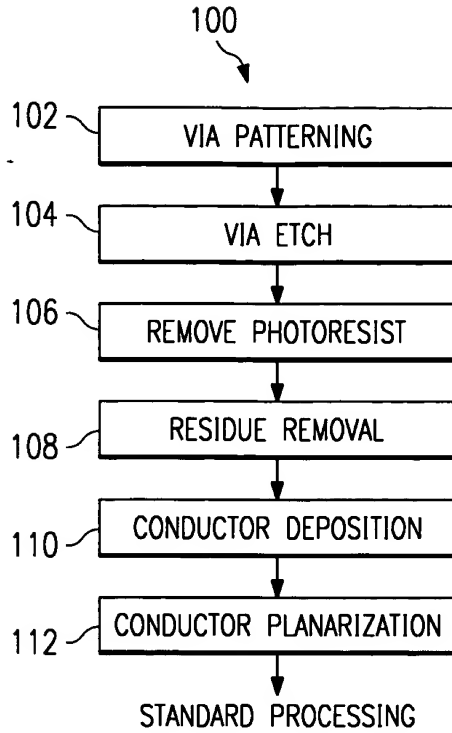 100
102
VIA PATTERNING
104
VIA ETCH
106
REMOVE PHOTORESIST
108
RESIDUE REMOVAL
110
CONDUCTOR DEPOSITION
112
CONDUCTOR PLANARIZATION
STANDARD PROCESSING